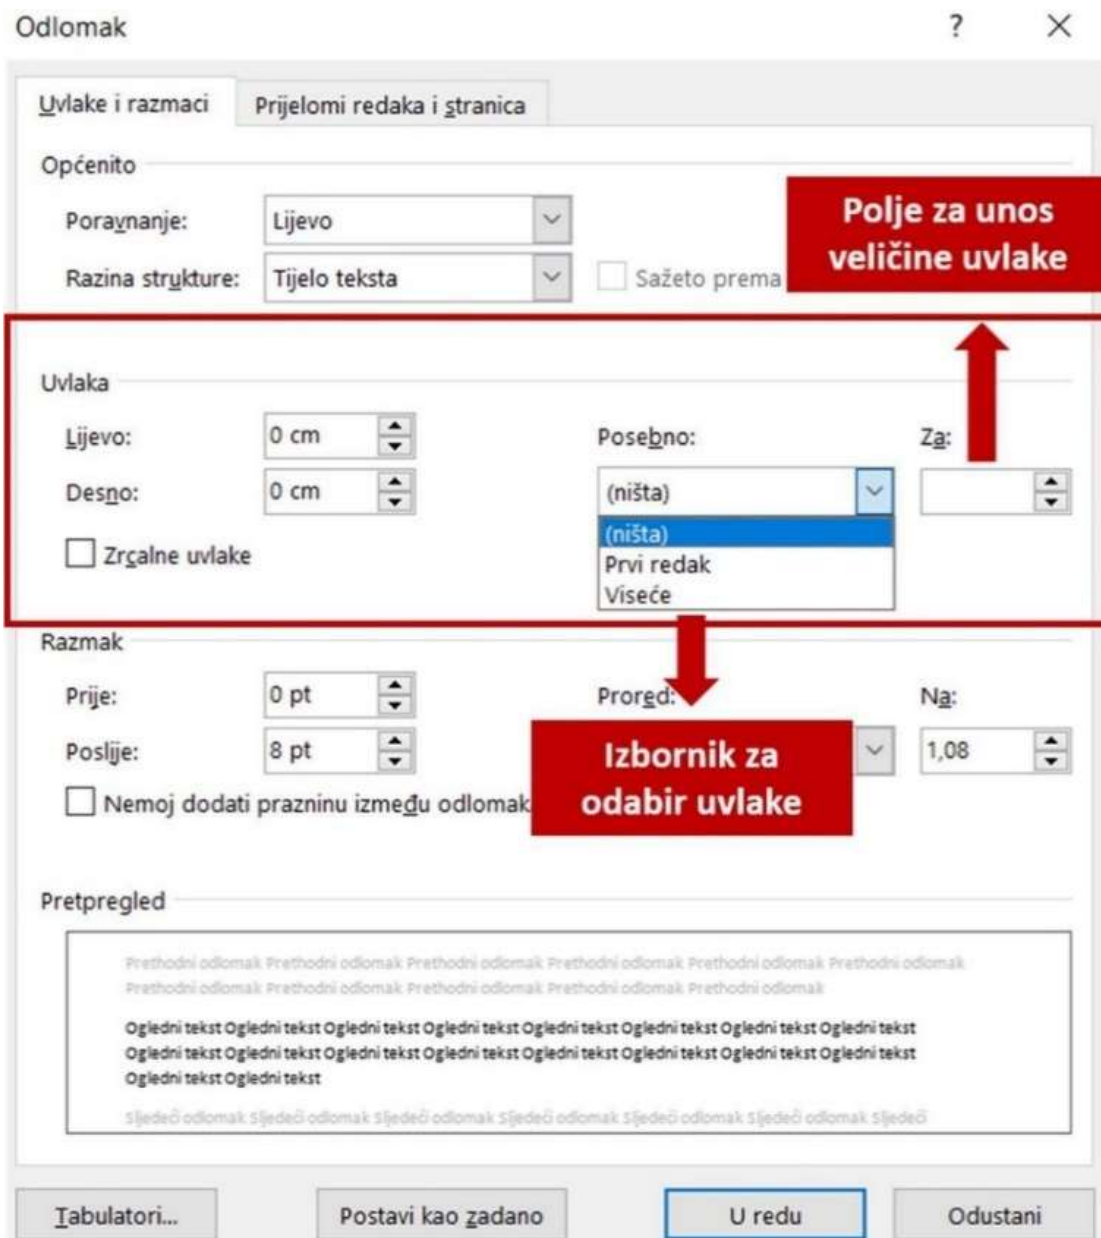 Odlomak ?
Uvlake i razmaci Prijelomi redaka i stranica
Općenito
Poravnanje: Lijevo
Polje za unos
veličine uvlake
Razina strukture: Tijelo teksta Sažeto prema
Uvlaka
Lijevo: 0 cm Posebno: Za:
Desno: 0 cm (ništa)
(ništa)
Zrcalne uvlake Prvi redak
Viseće
Razmak
Prije: 0 pt Prored: Na:
Poslije: 8 pt 1,08
Izbornik za
odabir uvlake
Nemoj dodati prazninu između odlomak
Pretpregled
Prethodni odlomak Prethodni odlomak Prethodni odlomak Prethodni odlomak Prethodni odlomak Prethodni odlomak
Prethodni odlomak Prethodni odlomak Prethodni odlomak Prethodni odlomak Prethodni odlomak
Ogledni tekst Ogledni tekst Ogledni tekst Ogledni tekst Ogledni tekst Ogledni tekst Ogledni tekst Ogledni tekst
Ogledni tekst Ogledni tekst Ogledni tekst Ogledni tekst Ogledni tekst Ogledni tekst Ogledni tekst Ogledni tekst
Ogledni tekst Ogledni tekst
Sljedeći odlomak Sljedeći odlomak Sljedeći odlomak Sljedeći odlomak Sljedeći odlomak Sljedeći odlomak Sljedeći
Tabulatori... Postavi kao zadano U redu Odustani